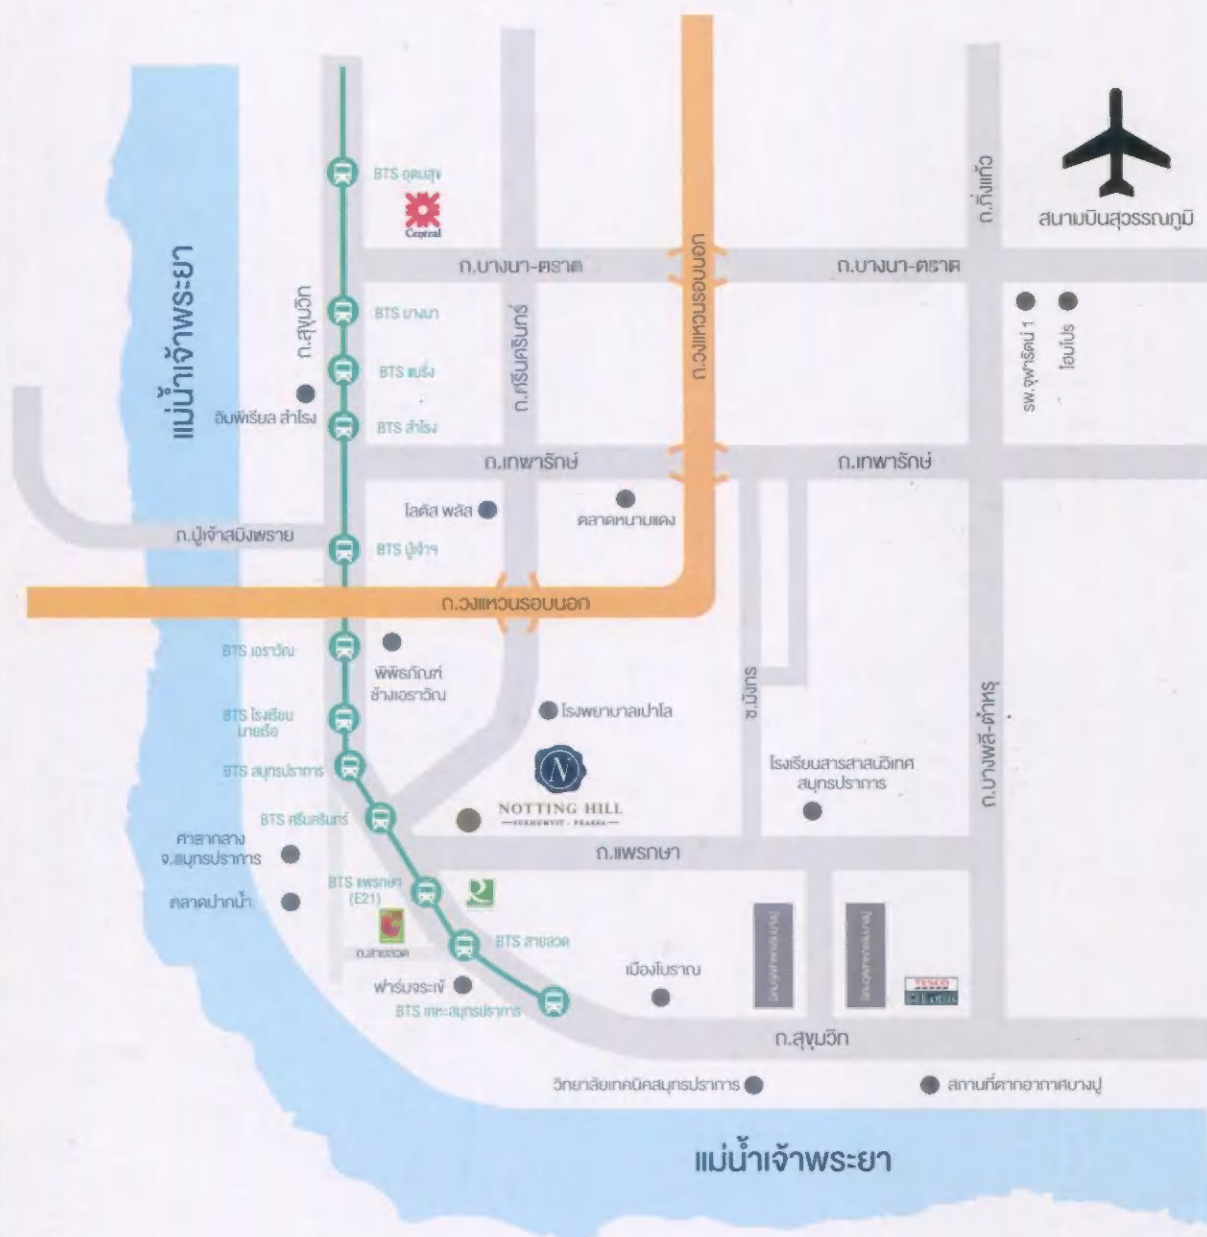 BTS อุดมสุข
Central
ถ.กิ่งแก้ว
สนามบินสุวรรณภูมิ
แม่น้ำเจ้าพระยา
ถ.สุขุมวิท
ถ.บางนา-ตราด
ถ.วงแหวนรอบนอก
ถ.บางนา-ตราด
BTS บางนา
ถ.ศรีนครินทร์
รพ.จุฬารัตน์ 1
โฮมโปร
BTS แบริ่ง
อิมพีเรียล สำโรง
BTS สำโรง
ถ.เทพารักษ์
ถ.เทพารักษ์
โลตัส พลัส
ตลาดหนามแดง
ถ.ปู่เจ้าสมิงพราย
BTS ปู่เจ้าฯ
ถ.วงแหวนรอบนอก
BTS เอราวัณ
พิพิธภัณฑ์
ช้างเอราวัณ
ซ.มังกร
ถ.บางพลี-ตำหรุ
BTS โรงเรียน
นายเรือ
โรงพยาบาลเปาโล
N
BTS สมุทรปราการ
โรงเรียนสารสาสน์วิเทศ
สมุทรปราการ
NOTTING HILL
SUKHUMVIT - PRAKSA
BTS ศรีนครินทร์
ศาลากลาง
จ.สมุทรปราการ
ถ.แพรกษา
BTS แพรกษา
(E21)
ตลาดปากน้ำ
ถ.สายลวด
BTS สายลวด
ฟาร์มจระเข้
BTS เคหะสมุทรปราการ
เมืองโบราณ
TESCO
Lotus
ถ.สุขุมวิท
วิทยาลัยเทคนิคสมุทรปราการ
สถานที่ตากอากาศบางปู
แม่น้ำเจ้าพระยา